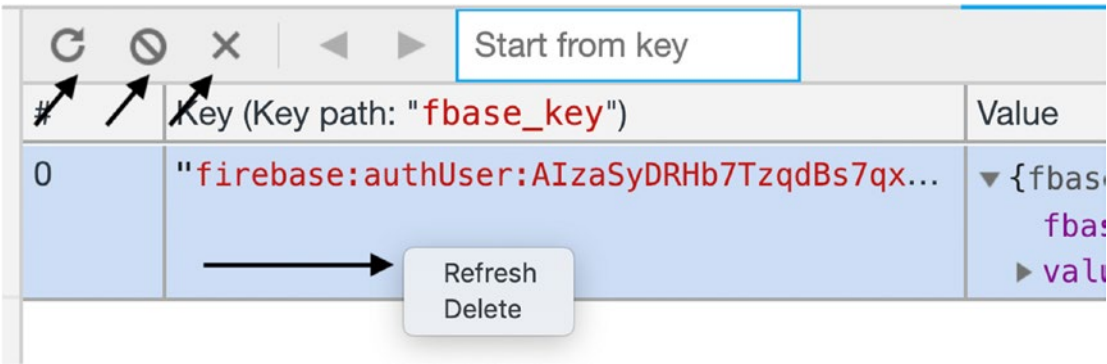 Start from key
# Key (Key path: "fbase_key") Value
0 "firebase:authUser:AIzaSyDRHb7TzqdBs7qx… ▼ {fbase
fbas
▶ valu
Refresh
Delete